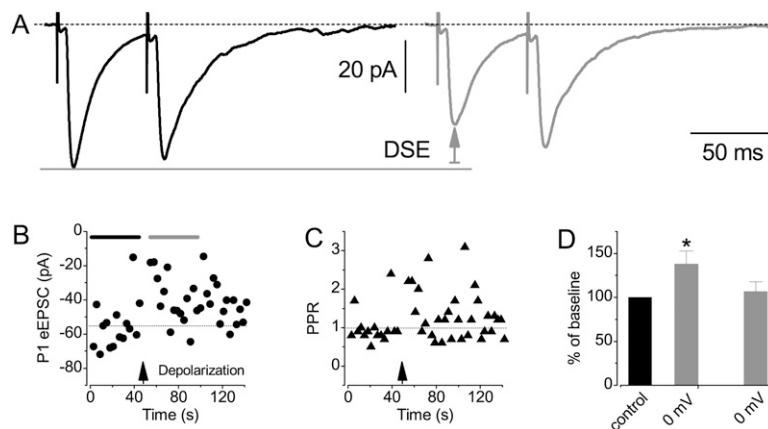 A
20 pA
DSE
50 ms
B
P1 eEPSC (pA)
0
-20
-40
-60
-80
Depolarization
0 40 80 120
Time (s)
C
PPR
3
2
1
0
0 40 80 120
Time (s)
D
% of baseline
150
100
50
0
*
control
0 mV
0 mV